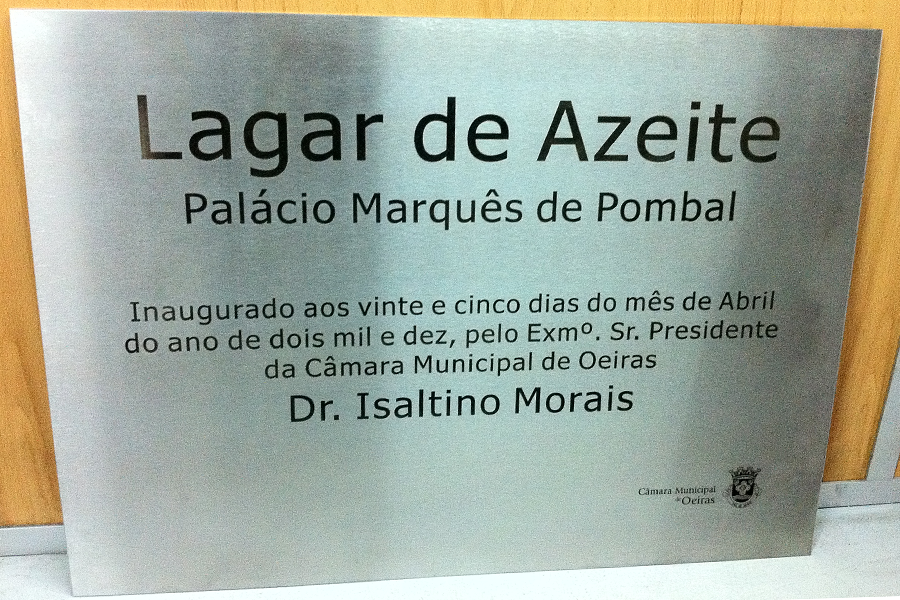 Lagar de Azeite
Palácio Marquês de Pombal
Inaugurado aos vinte e cinco dias do mês de Abril
do ano de dois mil e dez, pelo Exmº. Sr. Presidente
da Câmara Municipal de Oeiras
Dr. Isaltino Morais
Câmara Municipal
de Oeiras